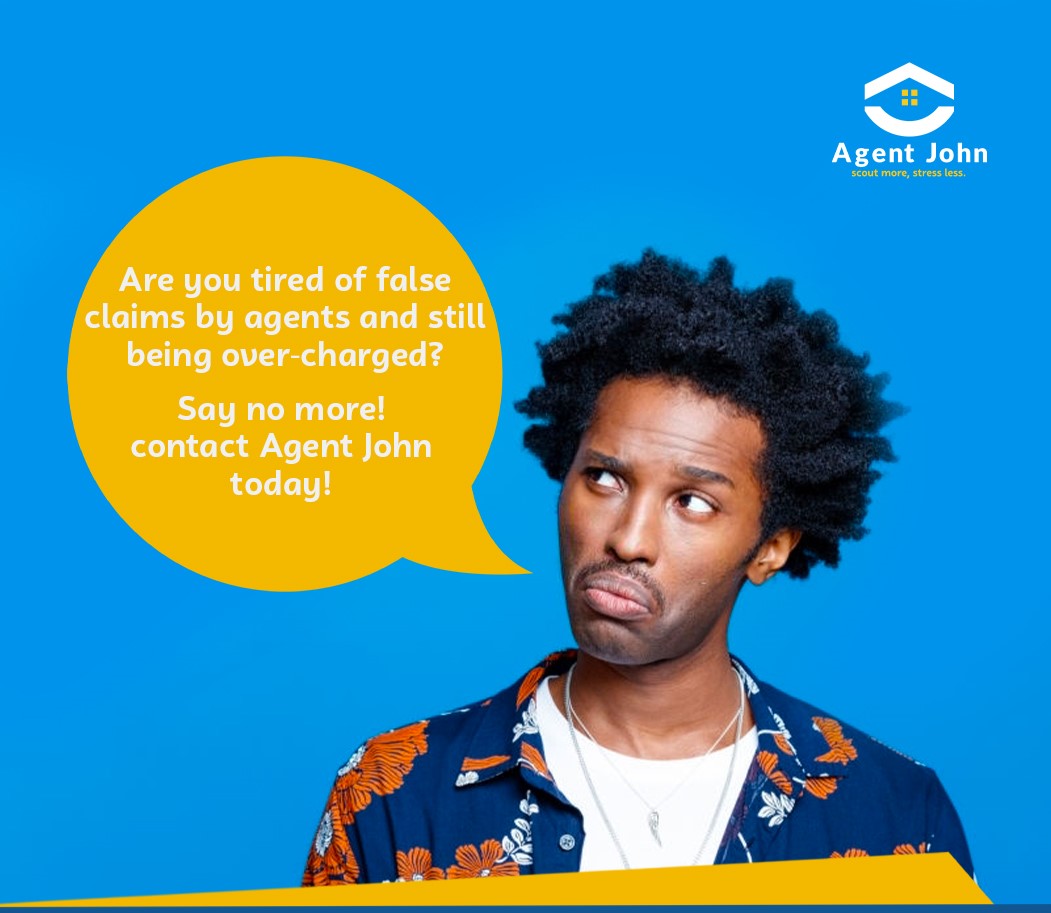 Agent John
scout more, stress less.
Are you tired of false
claims by agents and still
being over-charged?
Say no more!
contact Agent John
today!